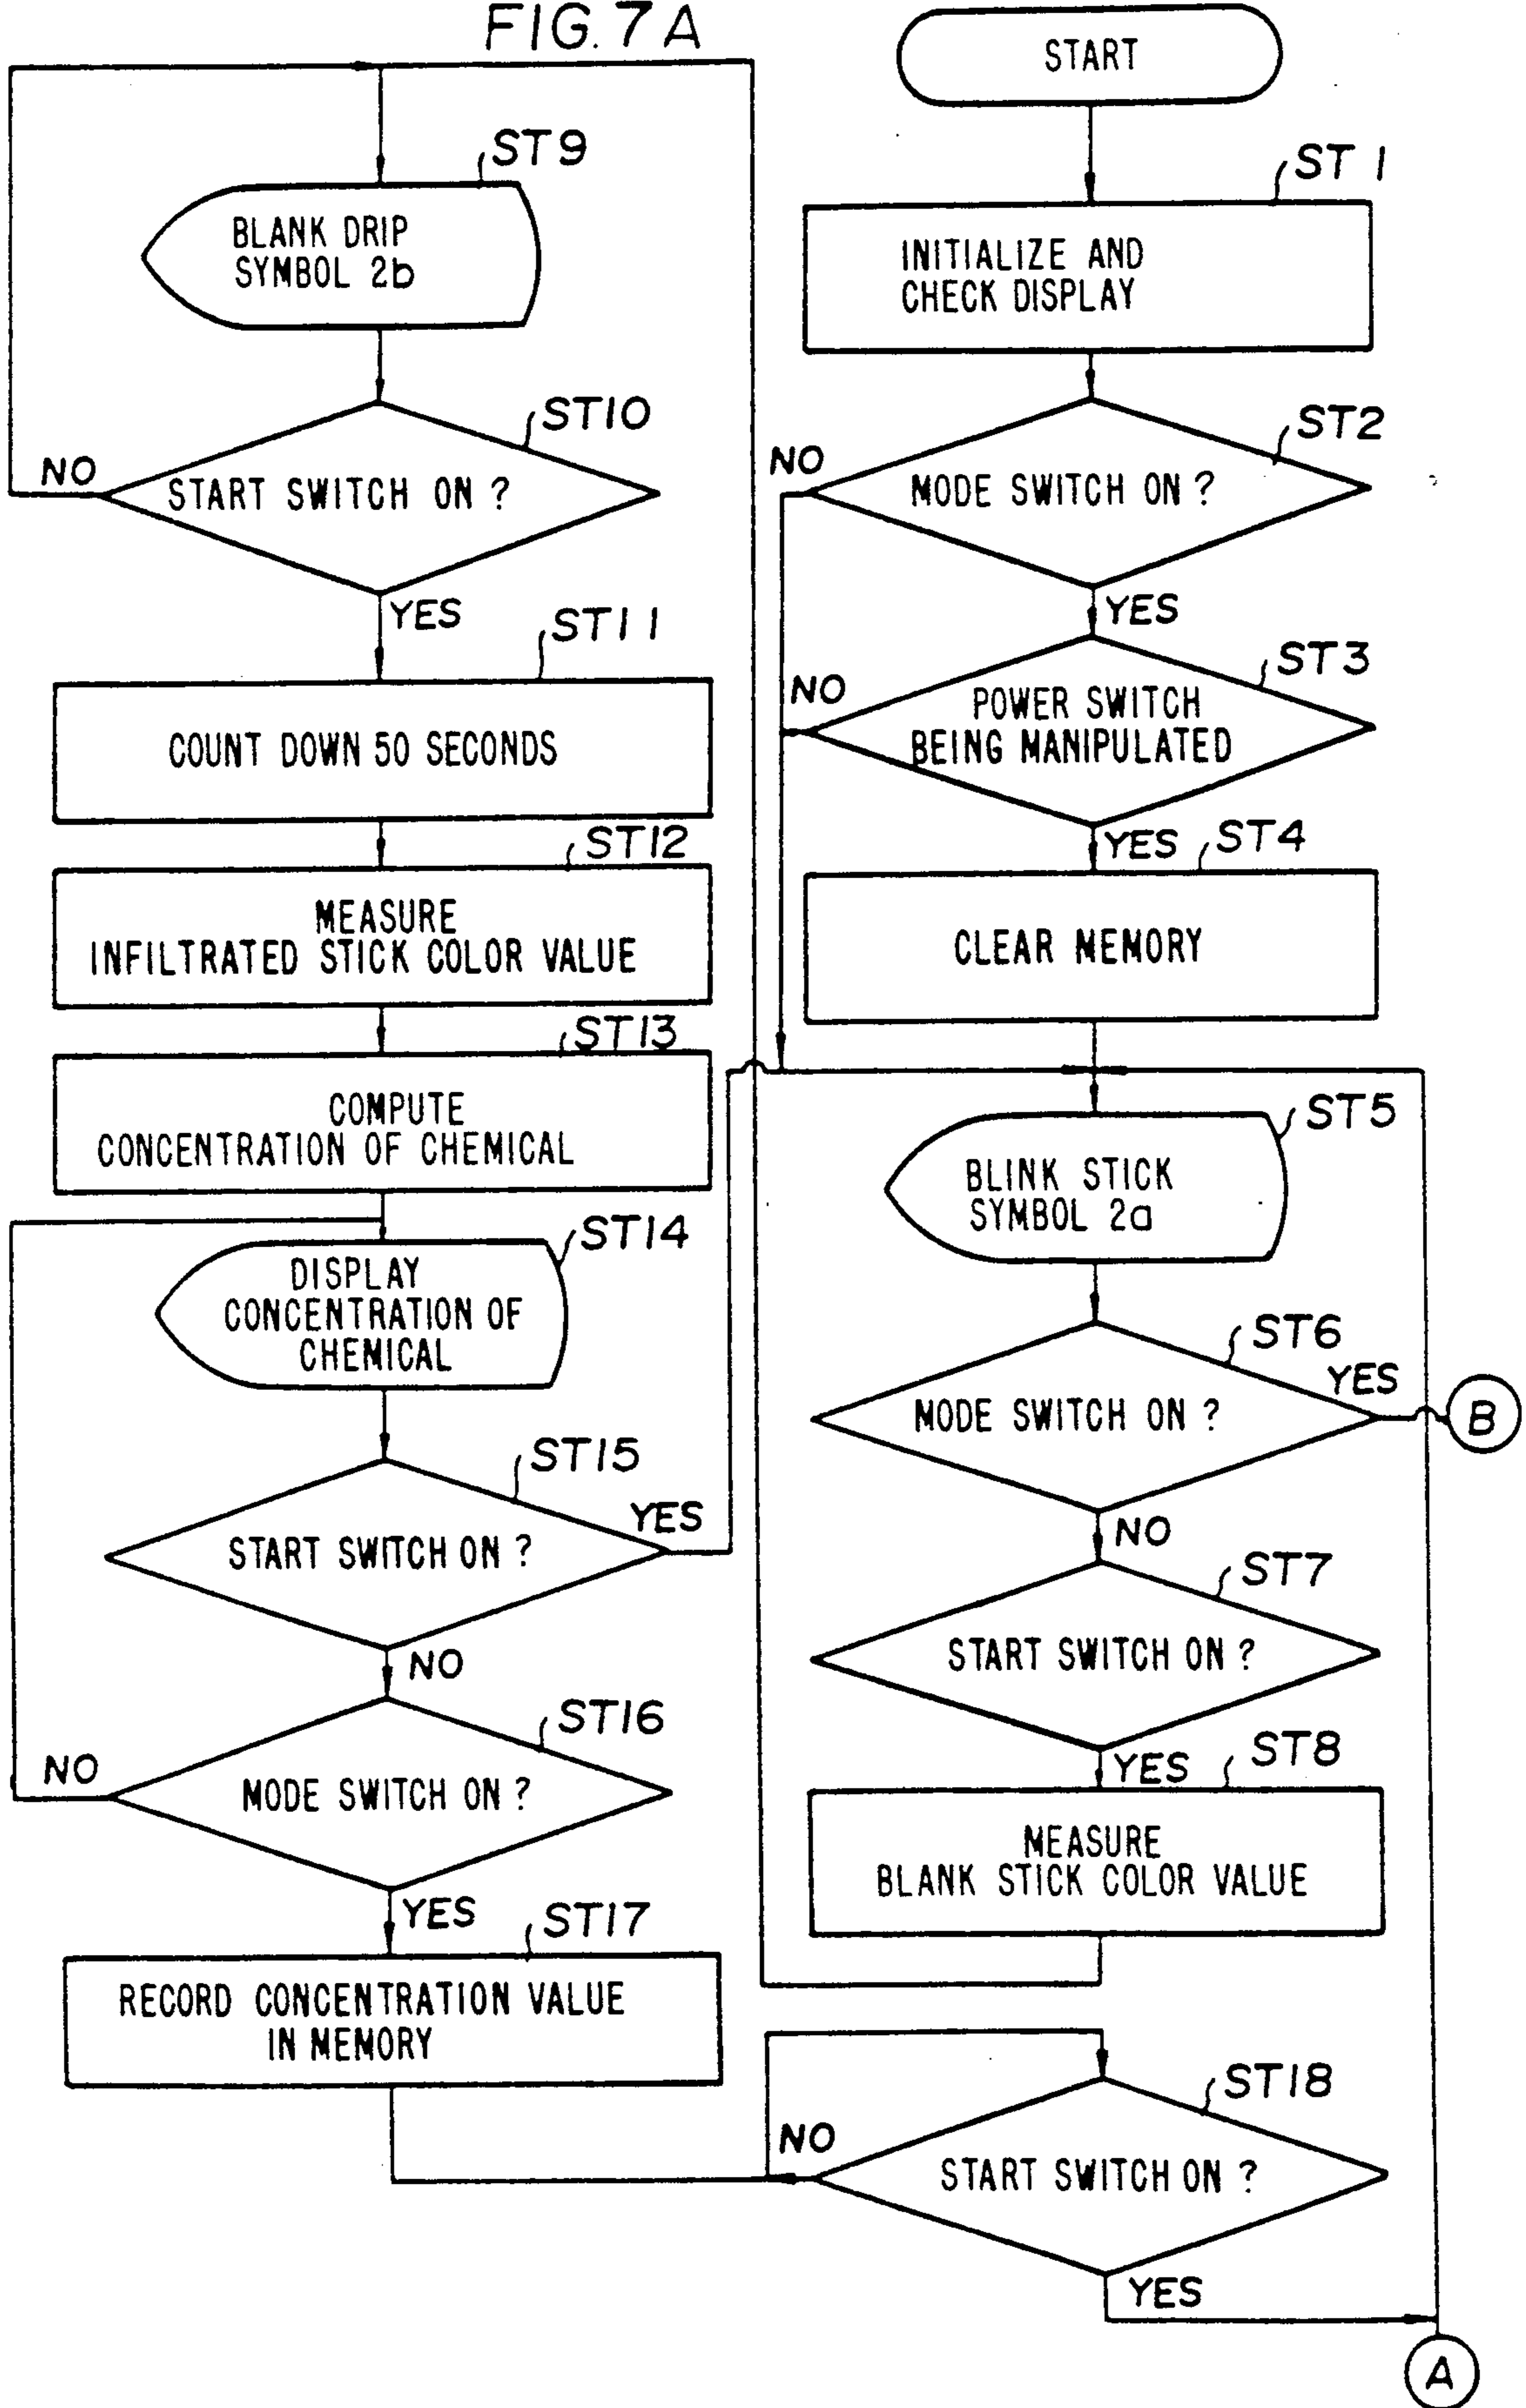 FIG. 7A
START
ST 1
INITIALIZE AND
CHECK DISPLAY
ST2
NO
MODE SWITCH ON ?
YES
ST3
NO
POWER SWITCH
BEING MANIPULATED
YES
ST4
CLEAR MEMORY
ST5
BLINK STICK
SYMBOL 2a
ST6
YES
MODE SWITCH ON ?
B
NO
ST7
START SWITCH ON ?
YES
ST8
MEASURE
BLANK STICK COLOR VALUE
ST9
BLANK DRIP
SYMBOL 2b
ST10
NO
START SWITCH ON ?
YES
ST11
COUNT DOWN 50 SECONDS
ST12
MEASURE
INFILTRATED STICK COLOR VALUE
ST13
COMPUTE
CONCENTRATION OF CHEMICAL
ST14
DISPLAY
CONCENTRATION OF
CHEMICAL
ST15
YES
START SWITCH ON ?
NO
ST16
NO
MODE SWITCH ON ?
YES
ST17
RECORD CONCENTRATION VALUE
IN MEMORY
ST18
NO
START SWITCH ON ?
YES
A